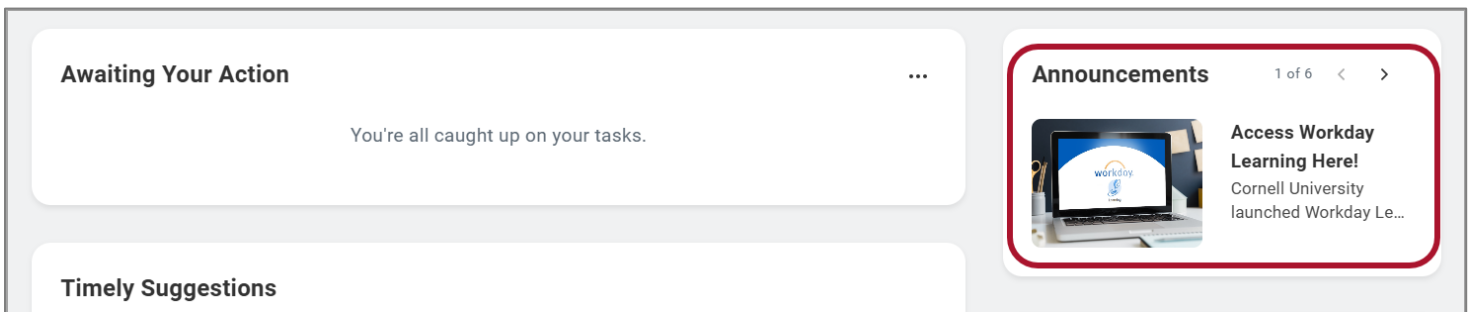 Awaiting Your Action
...
You're all caught up on your tasks.
Timely Suggestions
Announcements
1 of 6
Access Workday
Learning Here!
Cornell University
launched Workday Le...
workday.